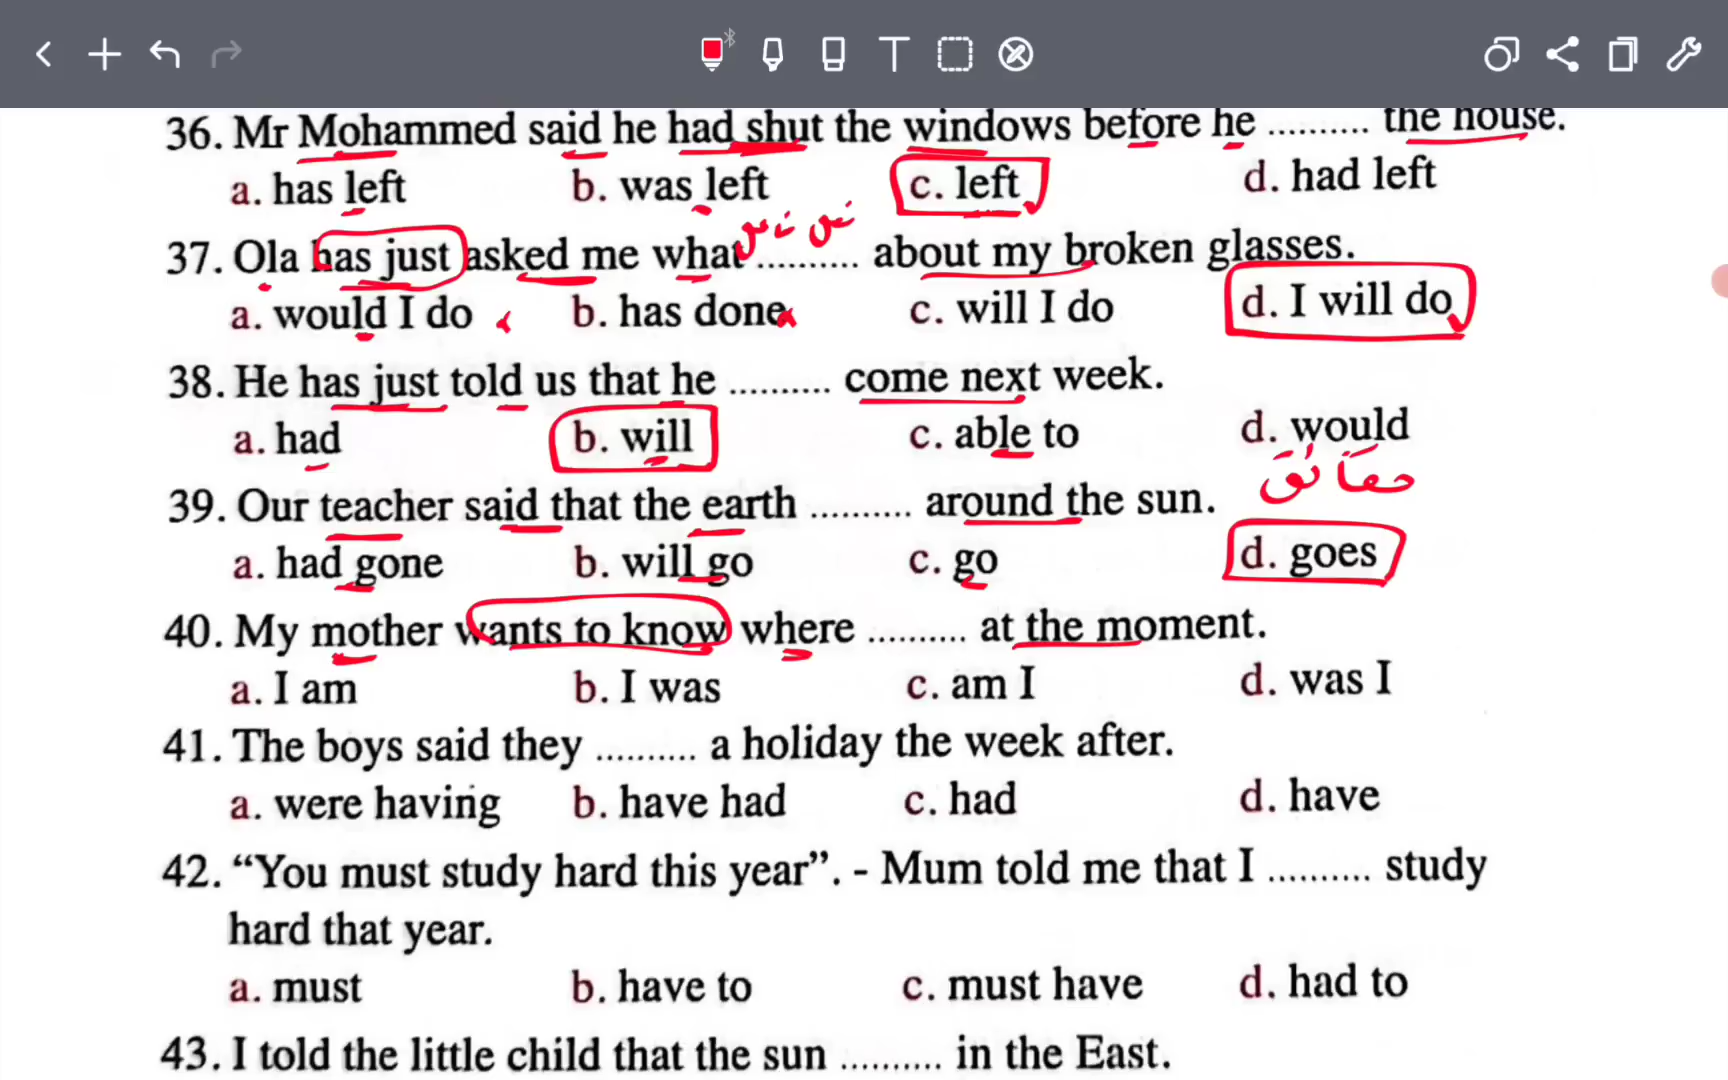 36. Mr Mohammed said he had shut the windows before he .......... the house.
a. has left b. was left c. left d. had left
37. Ola has just asked me what .......... about my broken glasses.
a. would I do b. has done c. will I do d. I will do
38. He has just told us that he .......... come next week.
a. had b. will c. able to d. would
حقائق
39. Our teacher said that the earth .......... around the sun.
a. had gone b. will go c. go d. goes
40. My mother wants to know where .......... at the moment.
a. I am b. I was c. am I d. was I
41. The boys said they .......... a holiday the week after.
a. were having b. have had c. had d. have
42. “You must study hard this year”. - Mum told me that I .......... study
hard that year.
a. must b. have to c. must have d. had to
43. I told the little child that the sun .......... in the East.